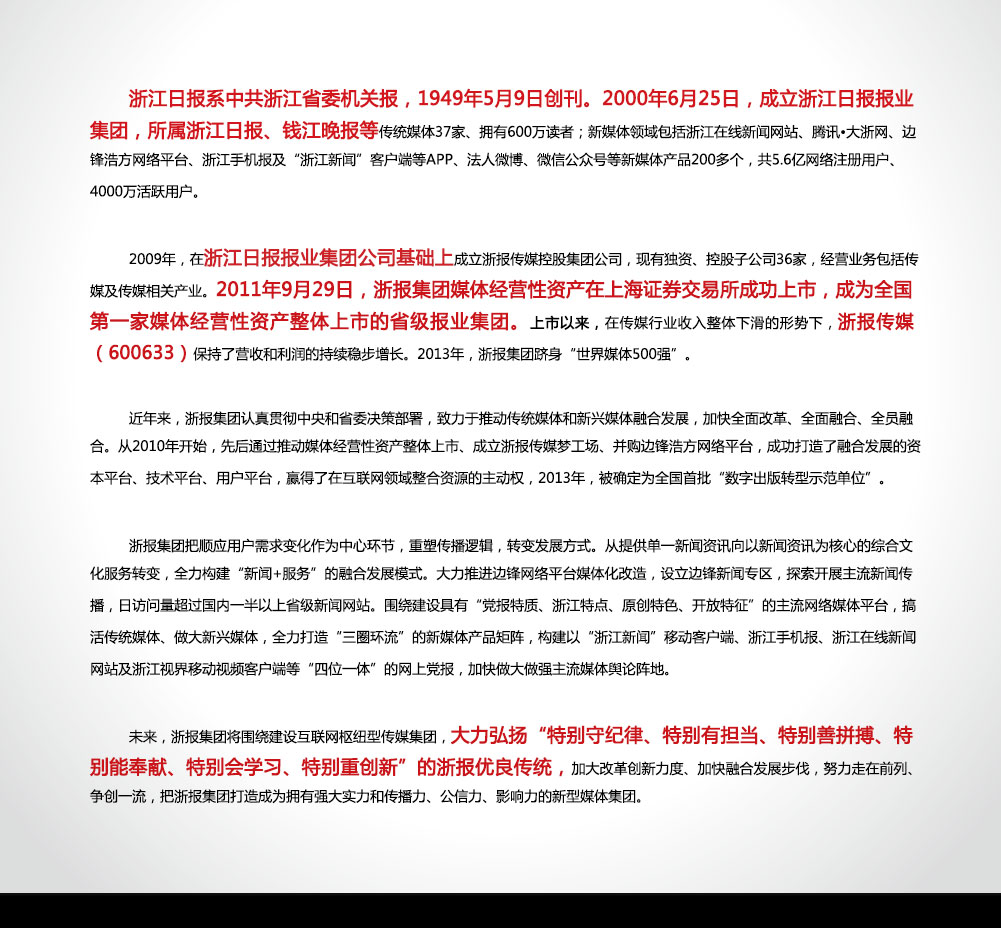 浙江日报系中共浙江省委机关报，1949年5月9日创刊。2000年6月25日，成立浙江日报报业
集团，所属浙江日报、钱江晚报等传统媒体37家、拥有600万读者；新媒体领域包括浙江在线新闻网站、腾讯•大浙网、边
锋浩方网络平台、浙江手机报及“浙江新闻”客户端等APP、法人微博、微信公众号等新媒体产品200多个，共5.6亿网络注册用户、
4000万活跃用户。
2009年，在浙江日报报业集团公司基础上成立浙报传媒控股集团公司，现有独资、控股子公司36家，经营业务包括传
媒及传媒相关产业。2011年9月29日，浙报集团媒体经营性资产在上海证券交易所成功上市，成为全国
第一家媒体经营性资产整体上市的省级报业集团。上市以来，在传媒行业收入整体下滑的形势下，浙报传媒
（600633）保持了营收和利润的持续稳步增长。2013年，浙报集团跻身“世界媒体500强”。
近年来，浙报集团认真贯彻中央和省委决策部署，致力于推动传统媒体和新兴媒体融合发展，加快全面改革、全面融合、全员融
合。从2010年开始，先后通过推动媒体经营性资产整体上市、成立浙报传媒梦工场、并购边锋浩方网络平台，成功打造了融合发展的资
本平台、技术平台、用户平台，赢得了在互联网领域整合资源的主动权，2013年，被确定为全国首批“数字出版转型示范单位”。
浙报集团把顺应用户需求变化作为中心环节，重塑传播逻辑，转变发展方式。从提供单一新闻资讯向以新闻资讯为核心的综合文
化服务转变，全力构建“新闻+服务”的融合发展模式。大力推进边锋网络平台媒体化改造，设立边锋新闻专区，探索开展主流新闻传
播，日访问量超过国内一半以上省级新闻网站。围绕建设具有“党报特质、浙江特点、原创特色、开放特征”的主流网络媒体平台，搞
活传统媒体、做大新兴媒体，全力打造“三圈环流”的新媒体产品矩阵，构建以“浙江新闻”移动客户端、浙江手机报、浙江在线新闻
网站及浙江视界移动视频客户端等“四位一体”的网上党报，加快做大做强主流媒体舆论阵地。
未来，浙报集团将围绕建设互联网枢纽型传媒集团，大力弘扬“特别守纪律、特别有担当、特别善拼搏、特
别能奉献、特别会学习、特别重创新”的浙报优良传统，加大改革创新力度、加快融合发展步伐，努力走在前列、
争创一流，把浙报集团打造成为拥有强大实力和传播力、公信力、影响力的新型媒体集团。